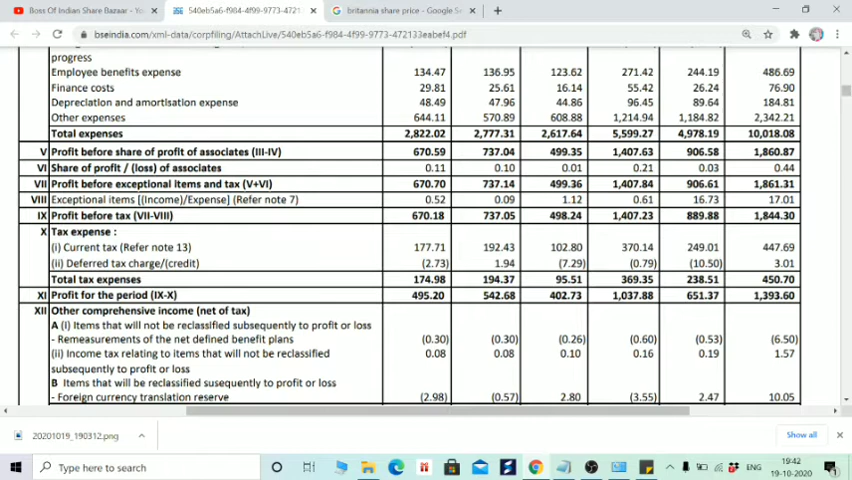 Boss Of Indian Share Bazaar - Yo
540eb5a6-f984-4f99-9773-4721
britannia share price - Google Se
bseindia.com/xml-data/corpfiling/AttachLive/540eb5a6-f984-4f99-9773-472133eabef4.pdf
progress
Employee benefits expense 134.47 136.95 123.62 271.42 244.19 486.69
Finance costs 29.81 25.61 16.14 55.42 26.24 76.90
Depreciation and amortisation expense 48.49 47.96 44.86 96.45 89.64 184.81
Other expenses 644.11 570.89 608.88 1,214.94 1,184.82 2,342.21
Total expenses 2,822.02 2,777.31 2,617.64 5,599.27 4,978.19 10,018.08
V Profit before share of profit of associates (III-IV) 670.59 737.04 499.35 1,407.63 906.58 1,860.87
VI Share of profit / (loss) of associates 0.11 0.10 0.01 0.21 0.03 0.44
VII Profit before exceptional items and tax (V+VI) 670.70 737.14 499.36 1,407.84 906.61 1,861.31
VIII Exceptional items [(Income)/Expense] (Refer note 7) 0.52 0.09 1.12 0.61 16.73 17.01
IX Profit before tax (VII-VIII) 670.18 737.05 498.24 1,407.23 889.88 1,844.30
X Tax expense :
(i) Current tax (Refer note 13) 177.71 192.43 102.80 370.14 249.01 447.69
(ii) Deferred tax charge/(credit) (2.73) 1.94 (7.29) (0.79) (10.50) 3.01
Total tax expenses 174.98 194.37 95.51 369.35 238.51 450.70
XI Profit for the period (IX-X) 495.20 542.68 402.73 1,037.88 651.37 1,393.60
XII Other comprehensive income (net of tax)
A (i) Items that will not be reclassified subsequently to profit or loss
- Remeasurements of the net defined benefit plans (0.30) (0.30) (0.26) (0.60) (0.53) (6.50)
(ii) Income tax relating to items that will not be reclassified 0.08 0.08 0.10 0.16 0.19 1.57
subsequently to profit or loss
B Items that will be reclassified susequently to profit or loss
- Foreign currency translation reserve (2.98) (0.57) 2.80 (3.55) 2.47 10.05
20201019_190312.png
Show all
Type here to search
ENG
19:42
19-10-2020